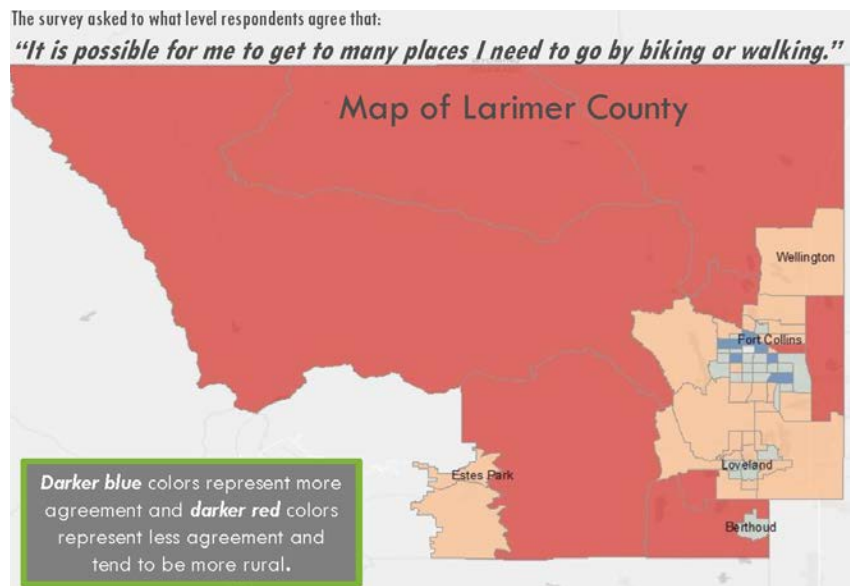 The survey asked to what level respondents agree that:
“It is possible for me to get to many places I need to go by biking or walking.”
Map of Larimer County
Wellington
Fort Collins
Estes Park
Loveland
Berthoud
Darker blue colors represent more
agreement and darker red colors
represent less agreement and
tend to be more rural.